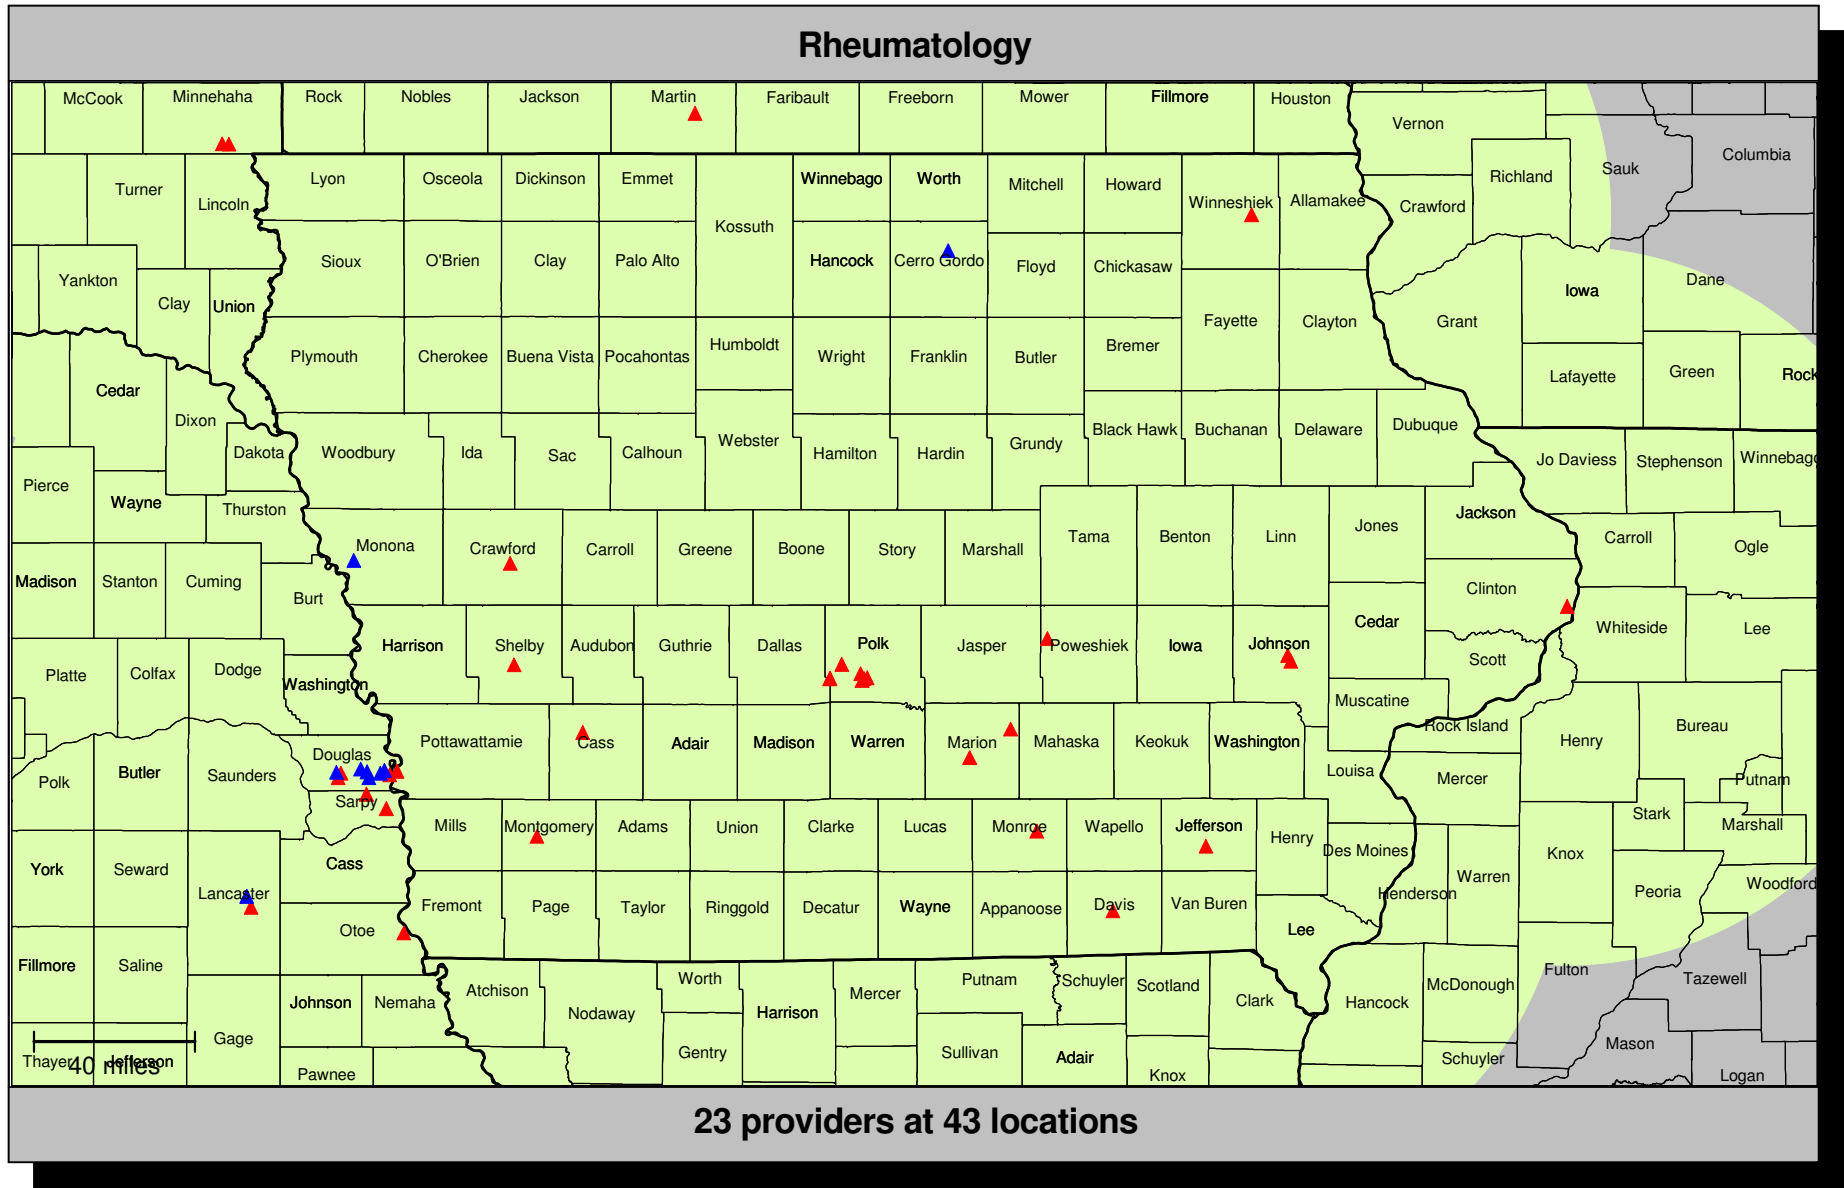 Rheumatology
McCook Minnehaha Rock Nobles Jackson Martin Faribault Freeborn Mower Fillmore Houston
Vernon
Columbia
Sauk
Richland
Turner Lyon Osceola Dickinson Emmet Winnebago Worth Mitchell Howard
Lincoln Winneshiek Allamakee Crawford
Kossuth
Sioux O'Brien Clay Palo Alto Hancock Cerro Gordo Floyd Chickasaw
Yankton Dane
Clay Union Iowa
Fayette Clayton Grant
Plymouth Cherokee Buena Vista Pocahontas Humboldt Wright Franklin Butler Bremer
Lafayette Green Rock
Cedar
Dixon
Dakota Woodbury Ida Sac Calhoun Webster Hamilton Hardin Grundy Black Hawk Buchanan Delaware Dubuque
Jo Daviess Stephenson Winnebago
Pierce
Wayne
Thurston Jackson
Monona Crawford Carroll Greene Boone Story Marshall Tama Benton Linn Jones
Carroll Ogle
Madison Stanton Cuming
Burt Clinton
Cedar Whiteside Lee
Harrison Shelby Audubon Guthrie Dallas Polk Jasper Poweshiek Iowa Johnson
Scott
Platte Colfax Dodge
Washington
Muscatine
Rock Island Bureau
Pottawattamie Cass Adair Madison Warren Marion Mahaska Keokuk Washington
Henry
Douglas
Polk Butler Saunders
Louisa Mercer Putnam
Sarpy
Mills Montgomery Adams Union Clarke Lucas Monroe Wapello Jefferson
Henry Stark Marshall
Des Moines Knox
York Seward Cass
Warren Woodford
Lancaster Henderson Peoria
Fremont Page Taylor Ringgold Decatur Wayne Appanoose Davis Van Buren
Otoe Lee
Fillmore Saline
Fulton
Johnson Nemaha Atchison Worth Putnam Schuyler Scotland McDonough Tazewell
Nodaway Harrison Mercer Clark Hancock
Gage
Gentry Sullivan Adair Schuyler Mason
Thayer Jefferson
40 miles
Pawnee Knox Logan
23 providers at 43 locations